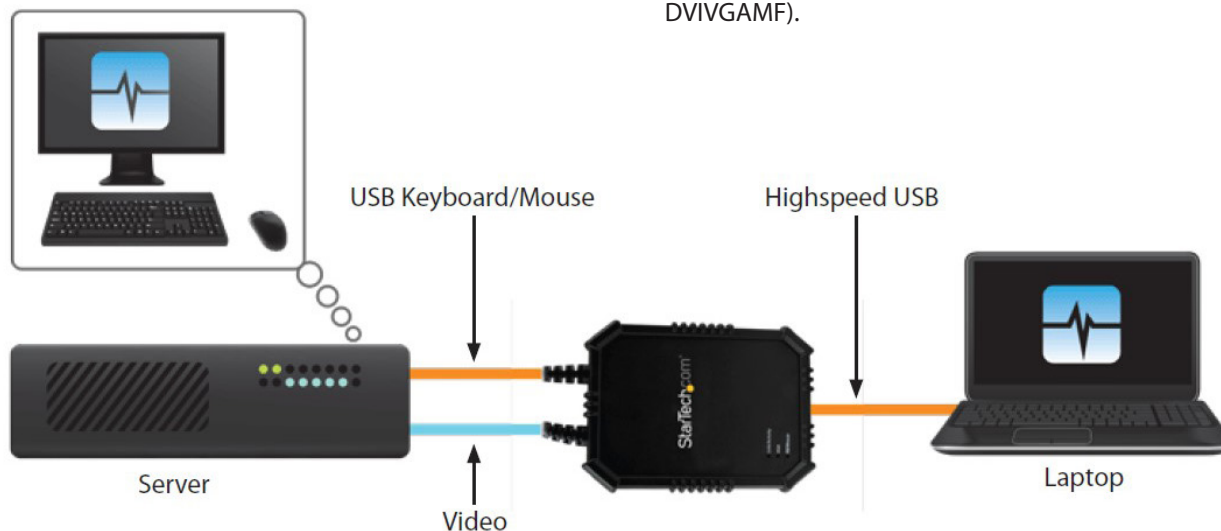 DVIVGAMF).
USB Keyboard/Mouse
Highspeed USB
StarTech.com
Server
Laptop
Video